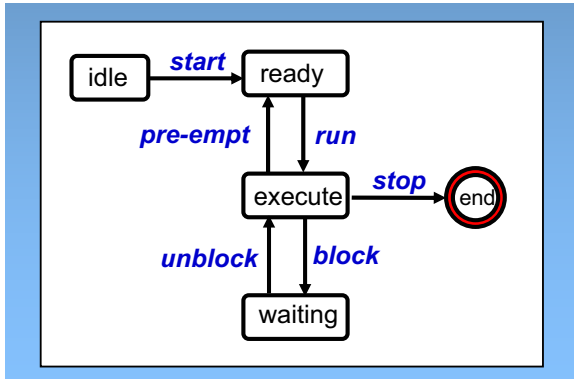 start
idle
ready
pre-empt
run
execute
stop
end
unblock
block
waiting